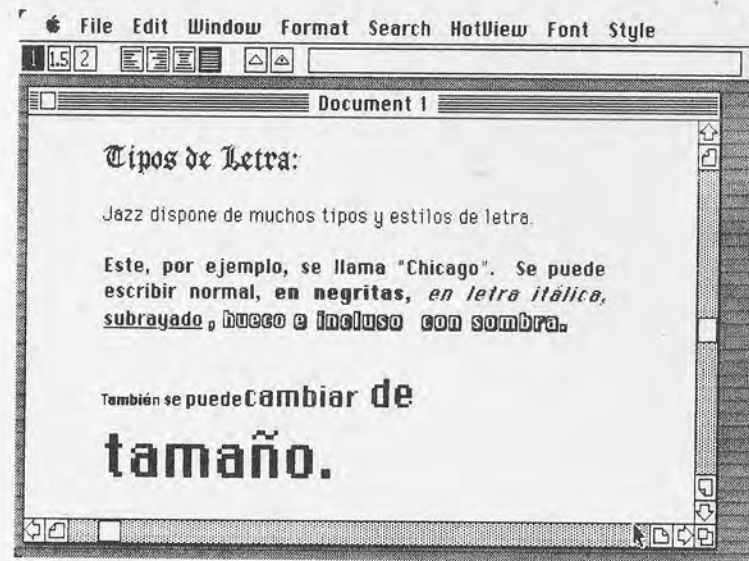 File Edit Window Format Search HotView Font Style
1 1.5 2
Document 1
Tipos de Letra:
Jazz dispone de muchos tipos y estilos de letra.
Este, por ejemplo, se llama "Chicago". Se puede
escribir normal, en negritas, en letra itálica,
subrayado, hueco e incluso con sombra.
También se puede cambiar de
tamaño.